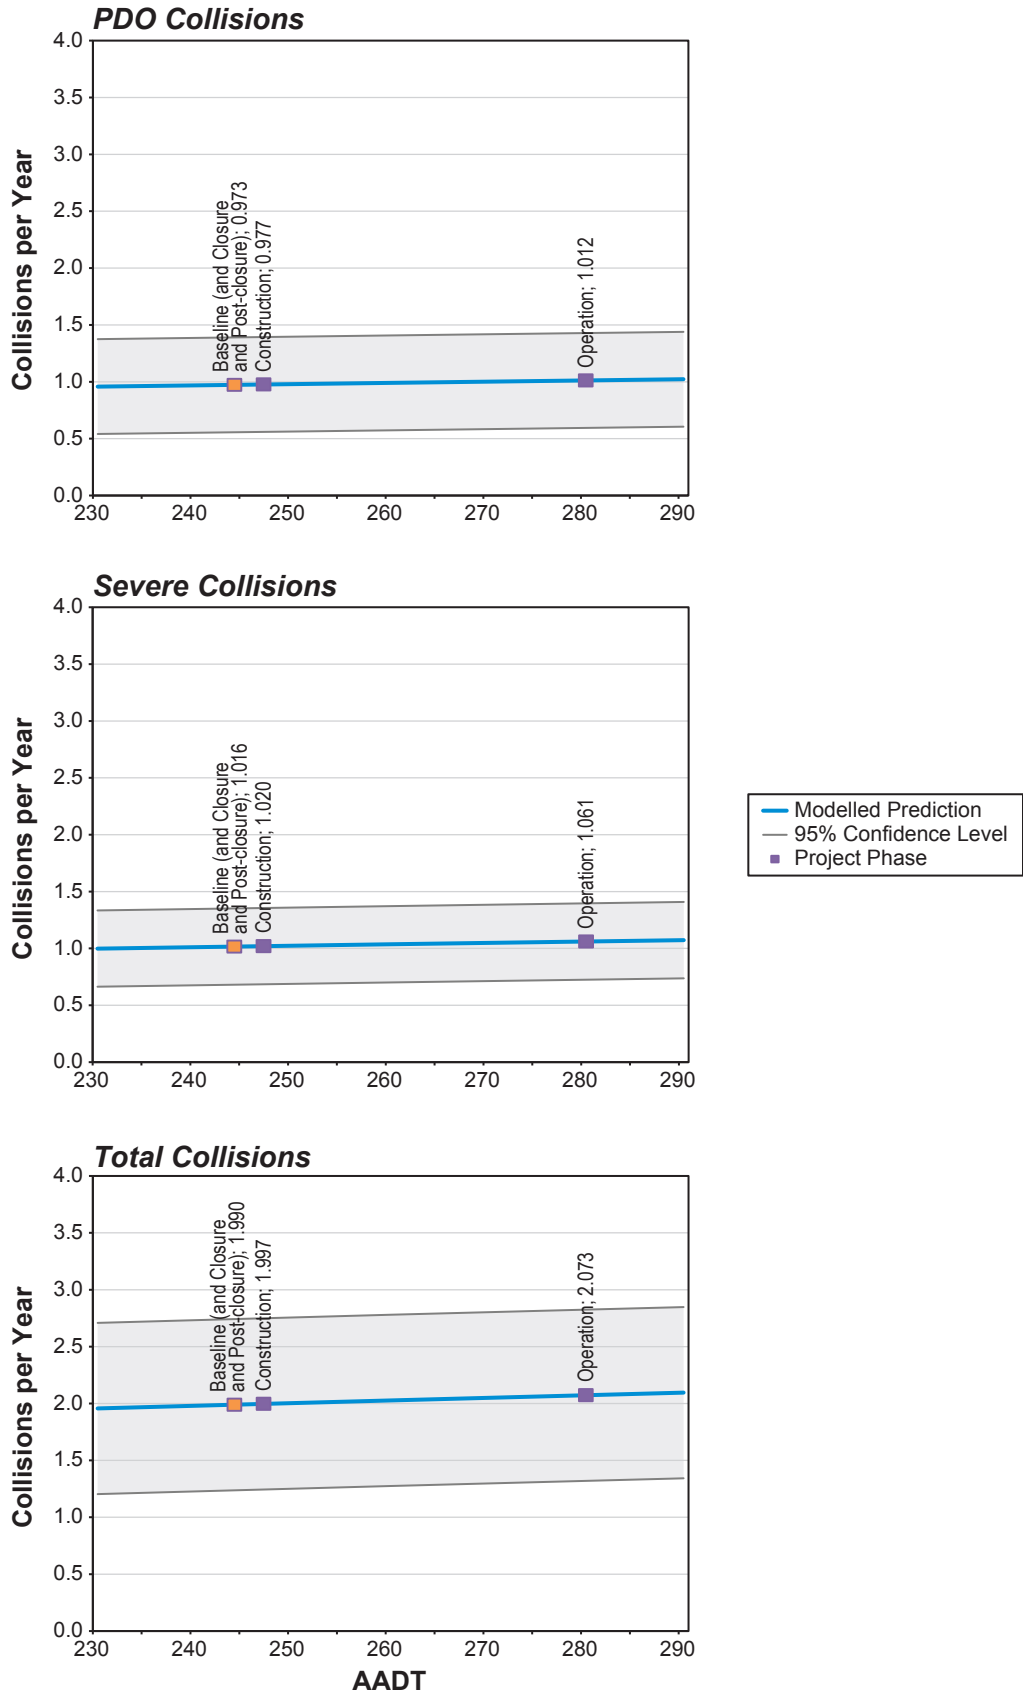 PDO Collisions
4.0
3.5
3.0
2.5
2.0
1.5
1.0
0.5
0.0
Collisions per Year
Baseline (and Closure
and Post-closure); 0.973
Construction; 0.977
Operation; 1.012
230 240 250 260 270 280 290
Severe Collisions
4.0
3.5
3.0
2.5
2.0
1.5
1.0
0.5
0.0
Collisions per Year
Baseline (and Closure
and Post-closure); 1.016
Construction; 1.020
Operation; 1.061
230 240 250 260 270 280 290
Modelled Prediction
95% Confidence Level
Project Phase
Total Collisions
4.0
3.5
3.0
2.5
2.0
1.5
1.0
0.5
0.0
Collisions per Year
Baseline (and Closure
and Post-closure); 1.990
Construction; 1.997
Operation; 2.073
230 240 250 260 270 280 290
AADT